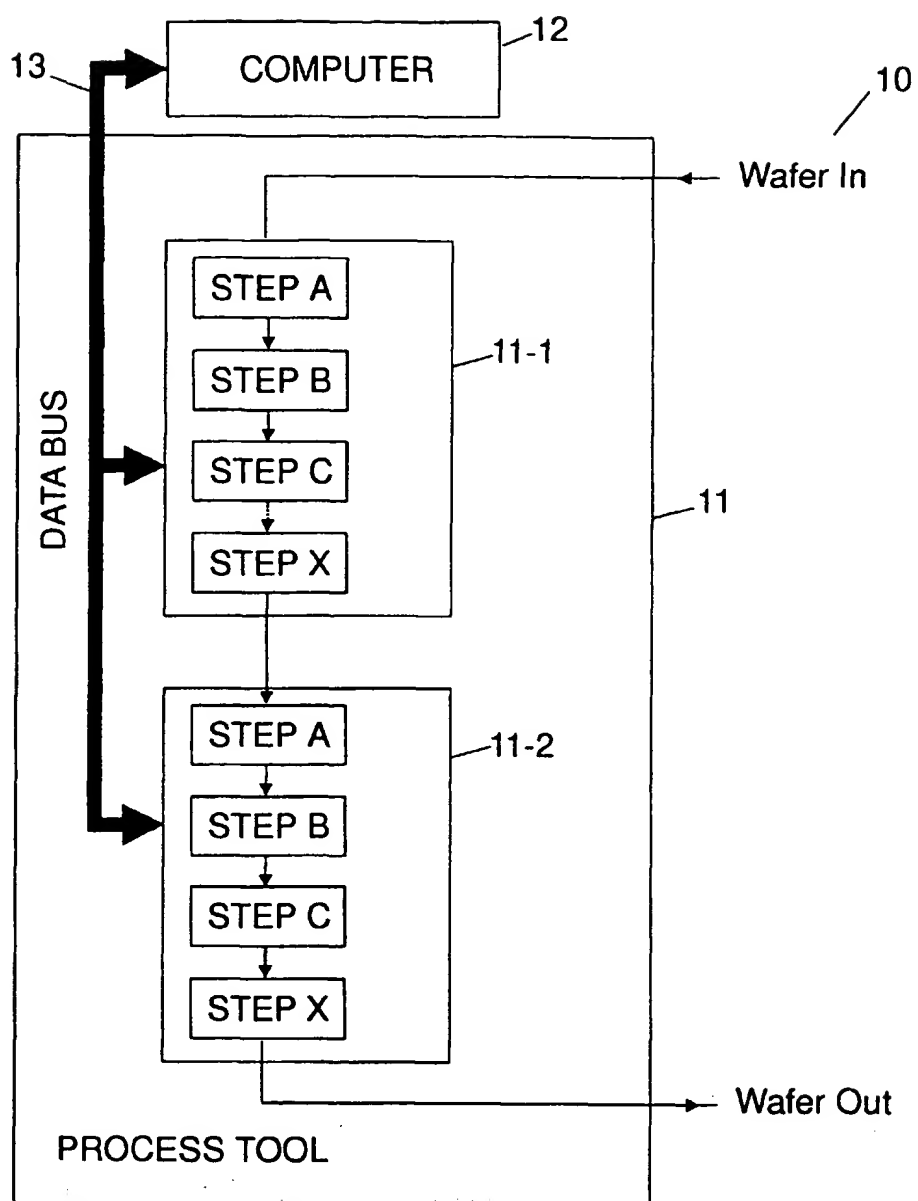 12
COMPUTER
13
10
Wafer In
STEP A
STEP B
11-1
STEP C
DATA BUS
11
STEP X
STEP A
11-2
STEP B
STEP C
STEP X
Wafer Out
PROCESS TOOL